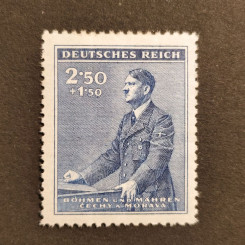 DEUTSCHES REICH
2·50
+1·50
BÖHMEN UND MÄHREN
ČECHY A MORAVA